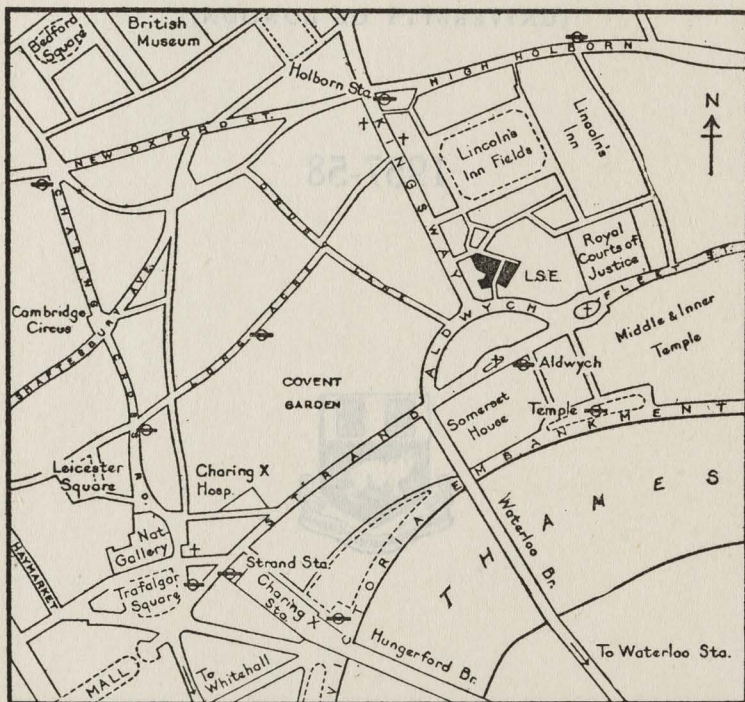 Bedford
Square
British
Museum
HIGH HOLBORN
Holborn Sta.
NEW OXFORD ST.
KINGSWAY
Lincoln's
Inn Fields
Lincoln's
Inn
N
CHARING CROSS RD.
SHAFTESBURY AVE.
DRURY LANE
LONG ACRE
Royal
Courts of
Justice
L.S.E.
FLEET ST.
ALDWYCH
Cambridge
Circus
Middle & Inner
Temple
Aldwych
COVENT
GARDEN
Somerset
House
Temple
STRAND
VICTORIA EMBANKMENT
Leicester
Square
Charing X
Hosp.
Waterloo Br.
THAMES
Nat.
Gallery
HAYMARKET
Trafalgar
Square
Strand Sta.
Charing X
Sta.
Hungerford Br.
To Waterloo Sta.
MALL
To
Whitehall